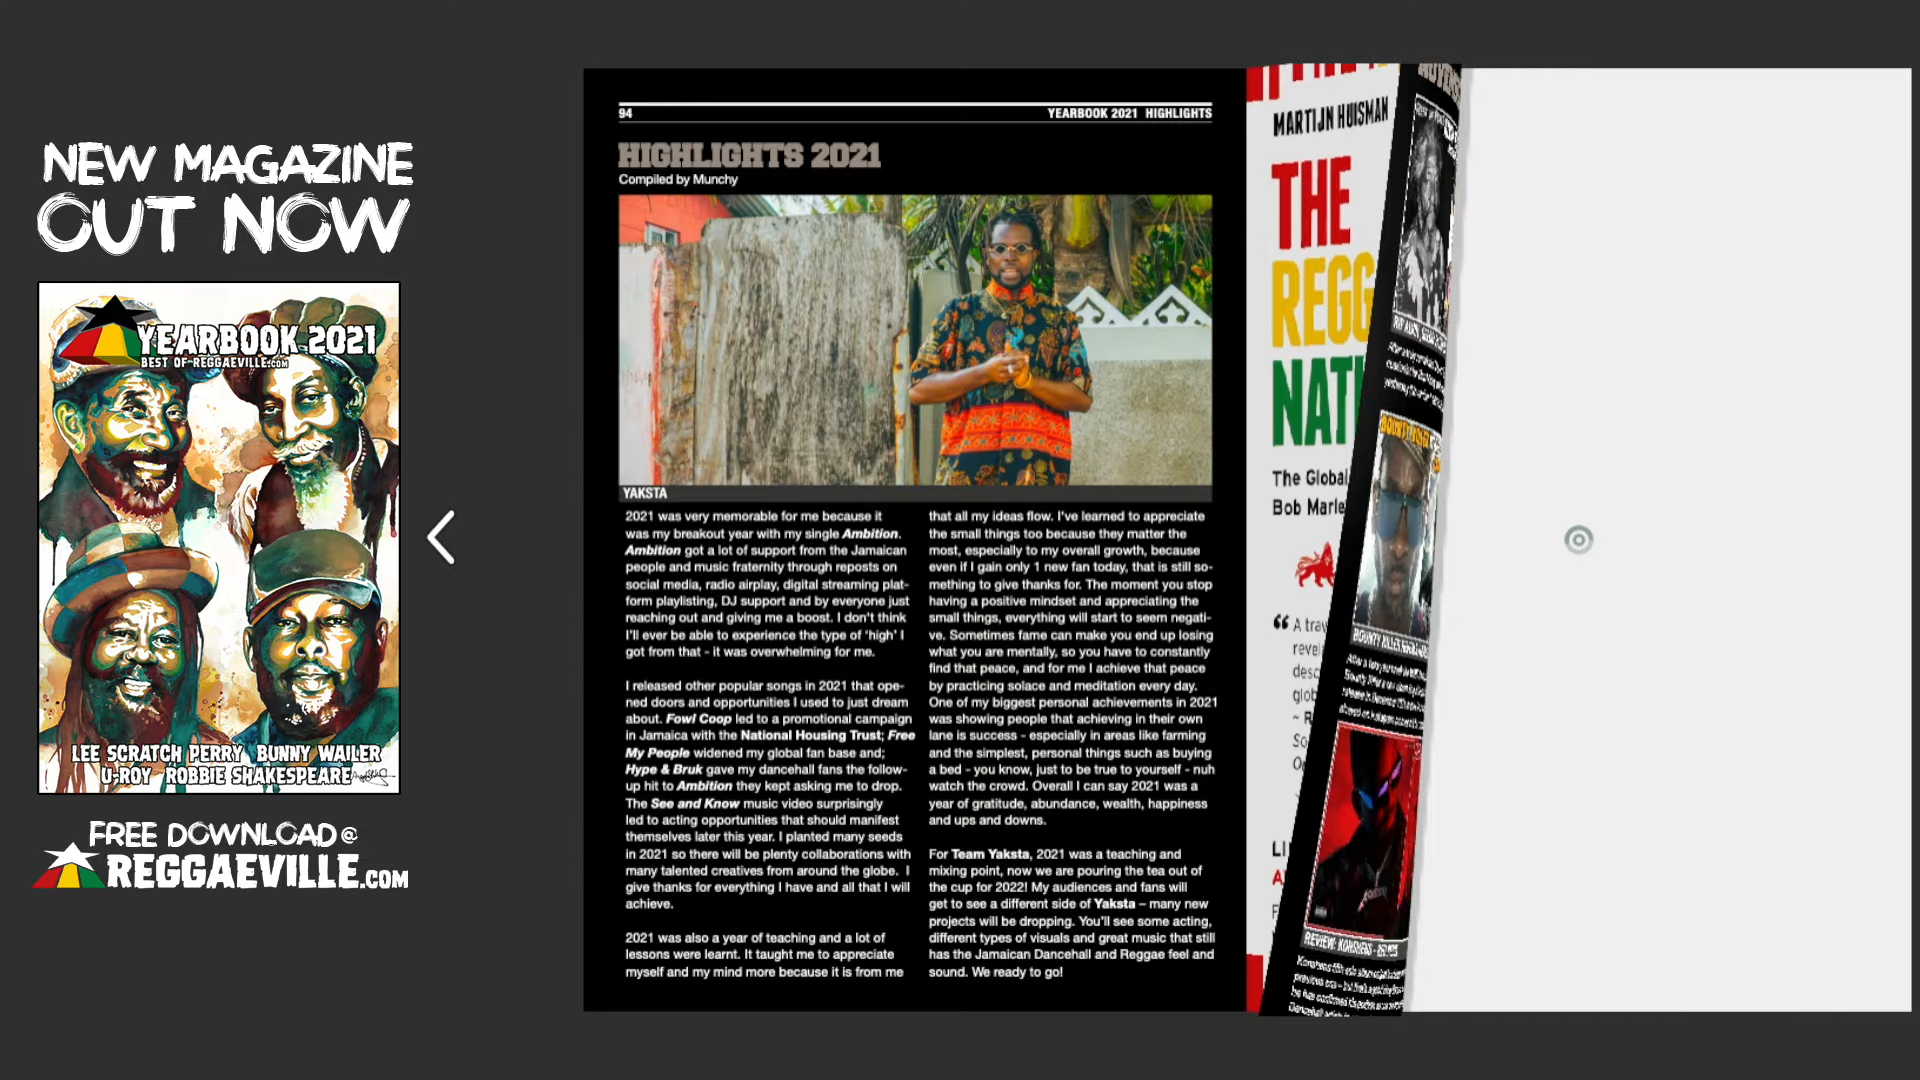 NEW MAGAZINE
OUT NOW
YEARBOOK 2021
BEST OF REGGAEVILLE.com
LEE SCRATCH PERRY BUNNY WAILER
U-ROY ROBBIE SHAKESPEARE
FREE DOWNLOAD @
REGGAEVILLE.COM
94
YEARBOOK 2021 HIGHLIGHTS
HIGHLIGHTS 2021
Compiled by Munchy
YAKSTA
2021 was very memorable for me because it
was my breakout year with my single Ambition.
Ambition got a lot of support from the Jamaican
people and music fraternity through reposts on
social media, radio airplay, digital streaming plat-
form playlisting, DJ support and by everyone just
reaching out and giving me a boost. I don't think
I'll ever be able to experience the type of 'high' I
got from that - it was overwhelming for me.
I released other popular songs in 2021 that ope-
ned doors and opportunities I used to just dream
about. Fowl Coop led to a promotional campaign
in Jamaica with the National Housing Trust; Free
My People widened my global fan base and;
Hype & Bruk gave my dancehall fans the follow-
up hit to Ambition they kept asking me to drop.
The See and Know music video surprisingly
led to acting opportunities that should manifest
themselves later this year. I planted many seeds
in 2021 so there will be plenty collaborations with
many talented creatives from around the globe. I
give thanks for everything I have and all that I will
achieve.
2021 was also a year of teaching and a lot of
lessons were learnt. It taught me to appreciate
myself and my mind more because it is from me
that all my ideas flow. I've learned to appreciate
the small things too because they matter the
most, especially to my overall growth, because
even if I gain only 1 new fan today, that is still so-
mething to give thanks for. The moment you stop
having a positive mindset and appreciating the
small things, everything will start to seem negati-
ve. Sometimes fame can make you end up losing
what you are mentally, so you have to constantly
find that peace, and for me I achieve that peace
by practicing solace and meditation every day.
One of my biggest personal achievements in 2021
was showing people that achieving in their own
lane is success - especially in areas like farming
and the simplest, personal things such as buying
a bed - you know, just to be true to yourself - nuh
watch the crowd. Overall I can say 2021 was a
year of gratitude, abundance, wealth, happiness
and ups and downs.
For Team Yaksta, 2021 was a teaching and
mixing point, now we are pouring the tea out of
the cup for 2022! My audiences and fans will
get to see a different side of Yaksta – many new
projects will be dropping. You'll see some acting,
different types of visuals and great music that still
has the Jamaican Dancehall and Reggae feel and
sound. We ready to go!
MARTIJN HUISMAN
THE
REGG
NATI
The Global
Bob Marle
“ A trav
revel
desc
glob
~ R
So
Op
LI
A
F
BOUNTY KILLER
REVIEW: KONSHENS - RED